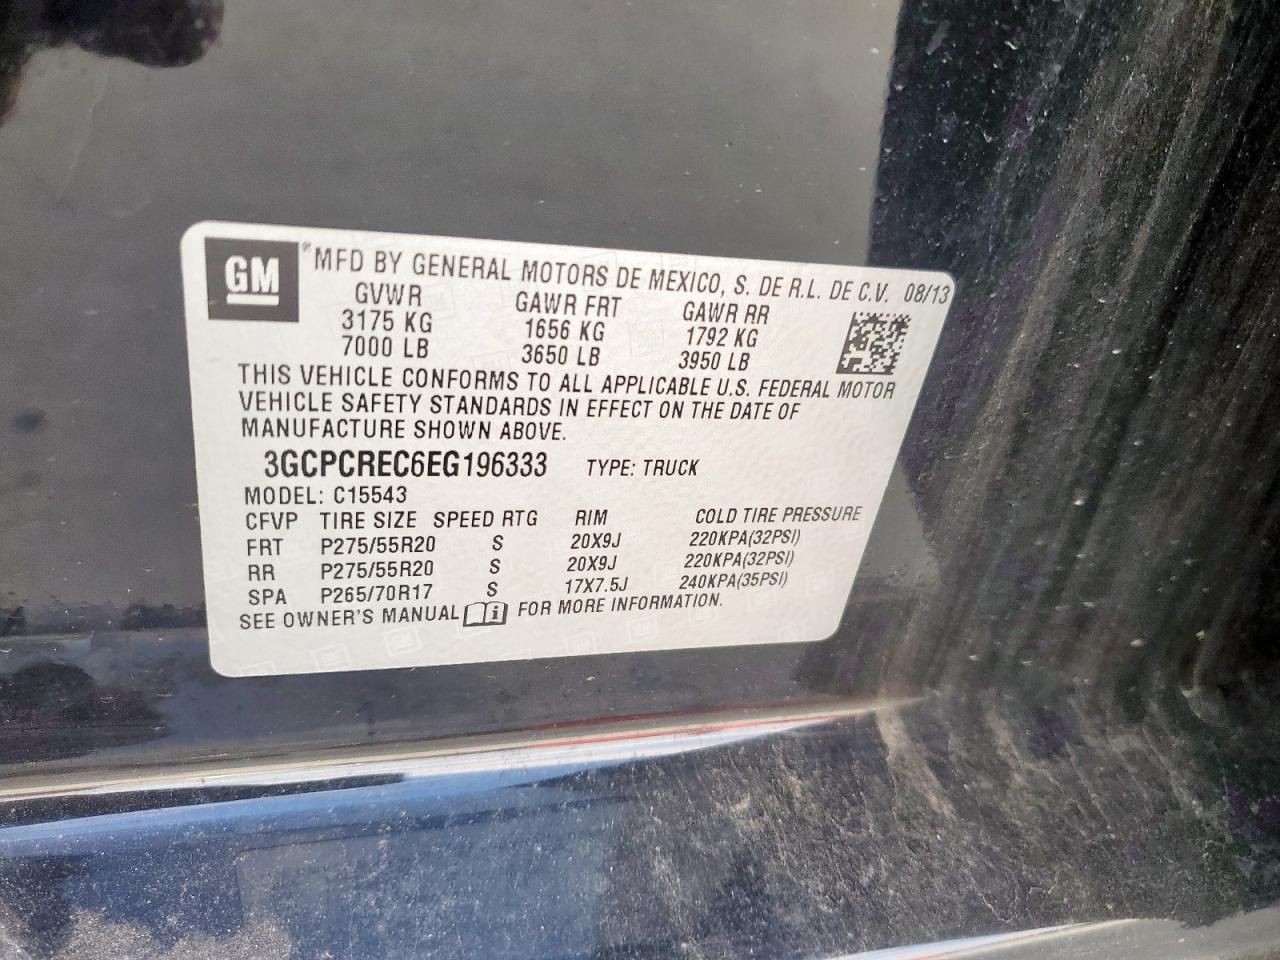 GM ® MFD BY GENERAL MOTORS DE MEXICO, S. DE R.L. DE C.V. 08/13
GVWR GAWR FRT GAWR RR
3175 KG 1656 KG 1792 KG
7000 LB 3650 LB 3950 LB
THIS VEHICLE CONFORMS TO ALL APPLICABLE U.S. FEDERAL MOTOR
VEHICLE SAFETY STANDARDS IN EFFECT ON THE DATE OF
MANUFACTURE SHOWN ABOVE.
3GCPCREC6EG196333 TYPE: TRUCK
MODEL: C15543
CFVP TIRE SIZE SPEED RTG RIM COLD TIRE PRESSURE
FRT P275/55R20 S 20X9J 220KPA(32PSI)
RR P275/55R20 S 20X9J 220KPA(32PSI)
SPA P265/70R17 S 17X7.5J 240KPA(35PSI)
SEE OWNER'S MANUAL i FOR MORE INFORMATION.